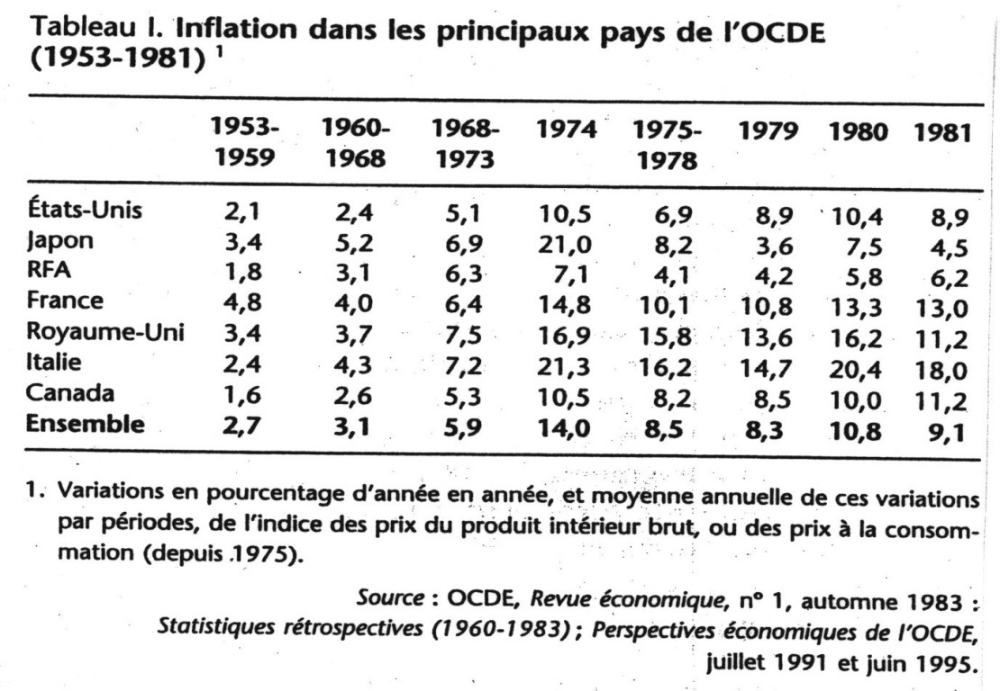 Tableau I. Inflation dans les principaux pays de l'OCDE
(1953-1981) ¹
1953-1959 1960-1968 1968-1973 1974 1975-1978 1979 1980 1981
États-Unis 2,1 2,4 5,1 10,5 6,9 8,9 10,4 8,9
Japon 3,4 5,2 6,9 21,0 8,2 3,6 7,5 4,5
RFA 1,8 3,1 6,3 7,1 4,1 4,2 5,8 6,2
France 4,8 4,0 6,4 14,8 10,1 10,8 13,3 13,0
Royaume-Uni 3,4 3,7 7,5 16,9 15,8 13,6 16,2 11,2
Italie 2,4 4,3 7,2 21,3 16,2 14,7 20,4 18,0
Canada 1,6 2,6 5,3 10,5 8,2 8,5 10,0 11,2
Ensemble 2,7 3,1 5,9 14,0 8,5 8,3 10,8 9,1
1. Variations en pourcentage d'année en année, et moyenne annuelle de ces variations
par périodes, de l'indice des prix du produit intérieur brut, ou des prix à la consom-
mation (depuis 1975).
Source : OCDE, Revue économique, n° 1, automne 1983 :
Statistiques rétrospectives (1960-1983) ; Perspectives économiques de l'OCDE,
juillet 1991 et juin 1995.